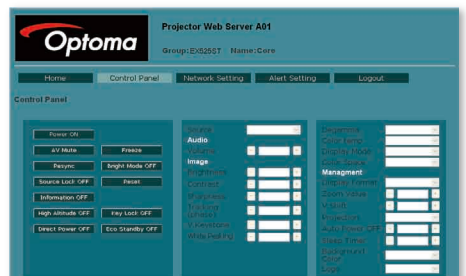 Optoma
Projector Web Server A01
Group:EX525ST Name:Core
Home
Control Panel
Network Setting
Alert Setting
Logout
Control Panel
Power ON
AV Mute
Freeze
Resync
Bright Mode OFF
Source Lock OFF
Reset
Information OFF
High Altitude OFF
Key Lock OFF
Direct Power OFF
Eco Standby OFF
Source
Audio
Volume
Image
Brightness
Contrast
Sharpness
Tracking
(phase)
V.Keystone
White Peaking
Degamma
Color Temp
Display Mode
Color Space
Managment
Display Format
Zoom Value
V.Shift
Projection
Auto Power OFF
Sleep Timer
Background
Color
Logo